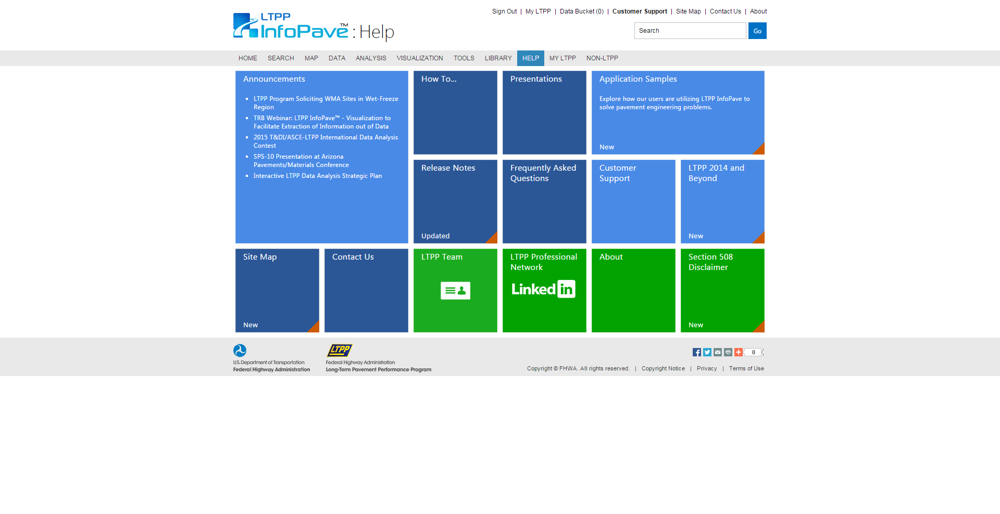 Sign Out | My LTPP | Data Bucket (0) | Customer Support | Site Map | Contact Us | About
LTPP
InfoPave™ : Help
Search
Go
HOME SEARCH MAP DATA ANALYSIS VISUALIZATION TOOLS LIBRARY HELP MY LTPP NON-LTPP
Announcements
LTPP Program Soliciting WMA Sites in Wet-Freeze
Region
TRB Webinar: LTPP InfoPave™ - Visualization to
Facilitate Extraction of Information out of Data
2015 T&DI/ASCE-LTPP International Data Analysis
Contest
SPS-10 Presentation at Arizona
Pavements/Materials Conference
Interactive LTPP Data Analysis Strategic Plan
How To...
Presentations
Application Samples
Explore how our users are utilizing LTPP InfoPave to
solve pavement engineering problems.
New
Release Notes
Updated
Frequently Asked
Questions
Customer
Support
LTPP 2014 and
Beyond
New
Site Map
New
Contact Us
LTPP Team
LTPP Professional
Network
Linked in
About
Section 508
Disclaimer
New
U.S. Department of Transportation
Federal Highway Administration
LTPP
Federal Highway Administration
Long-Term Pavement Performance Program
0
Copyright © FHWA. All rights reserved. | Copyright Notice | Privacy | Terms of Use